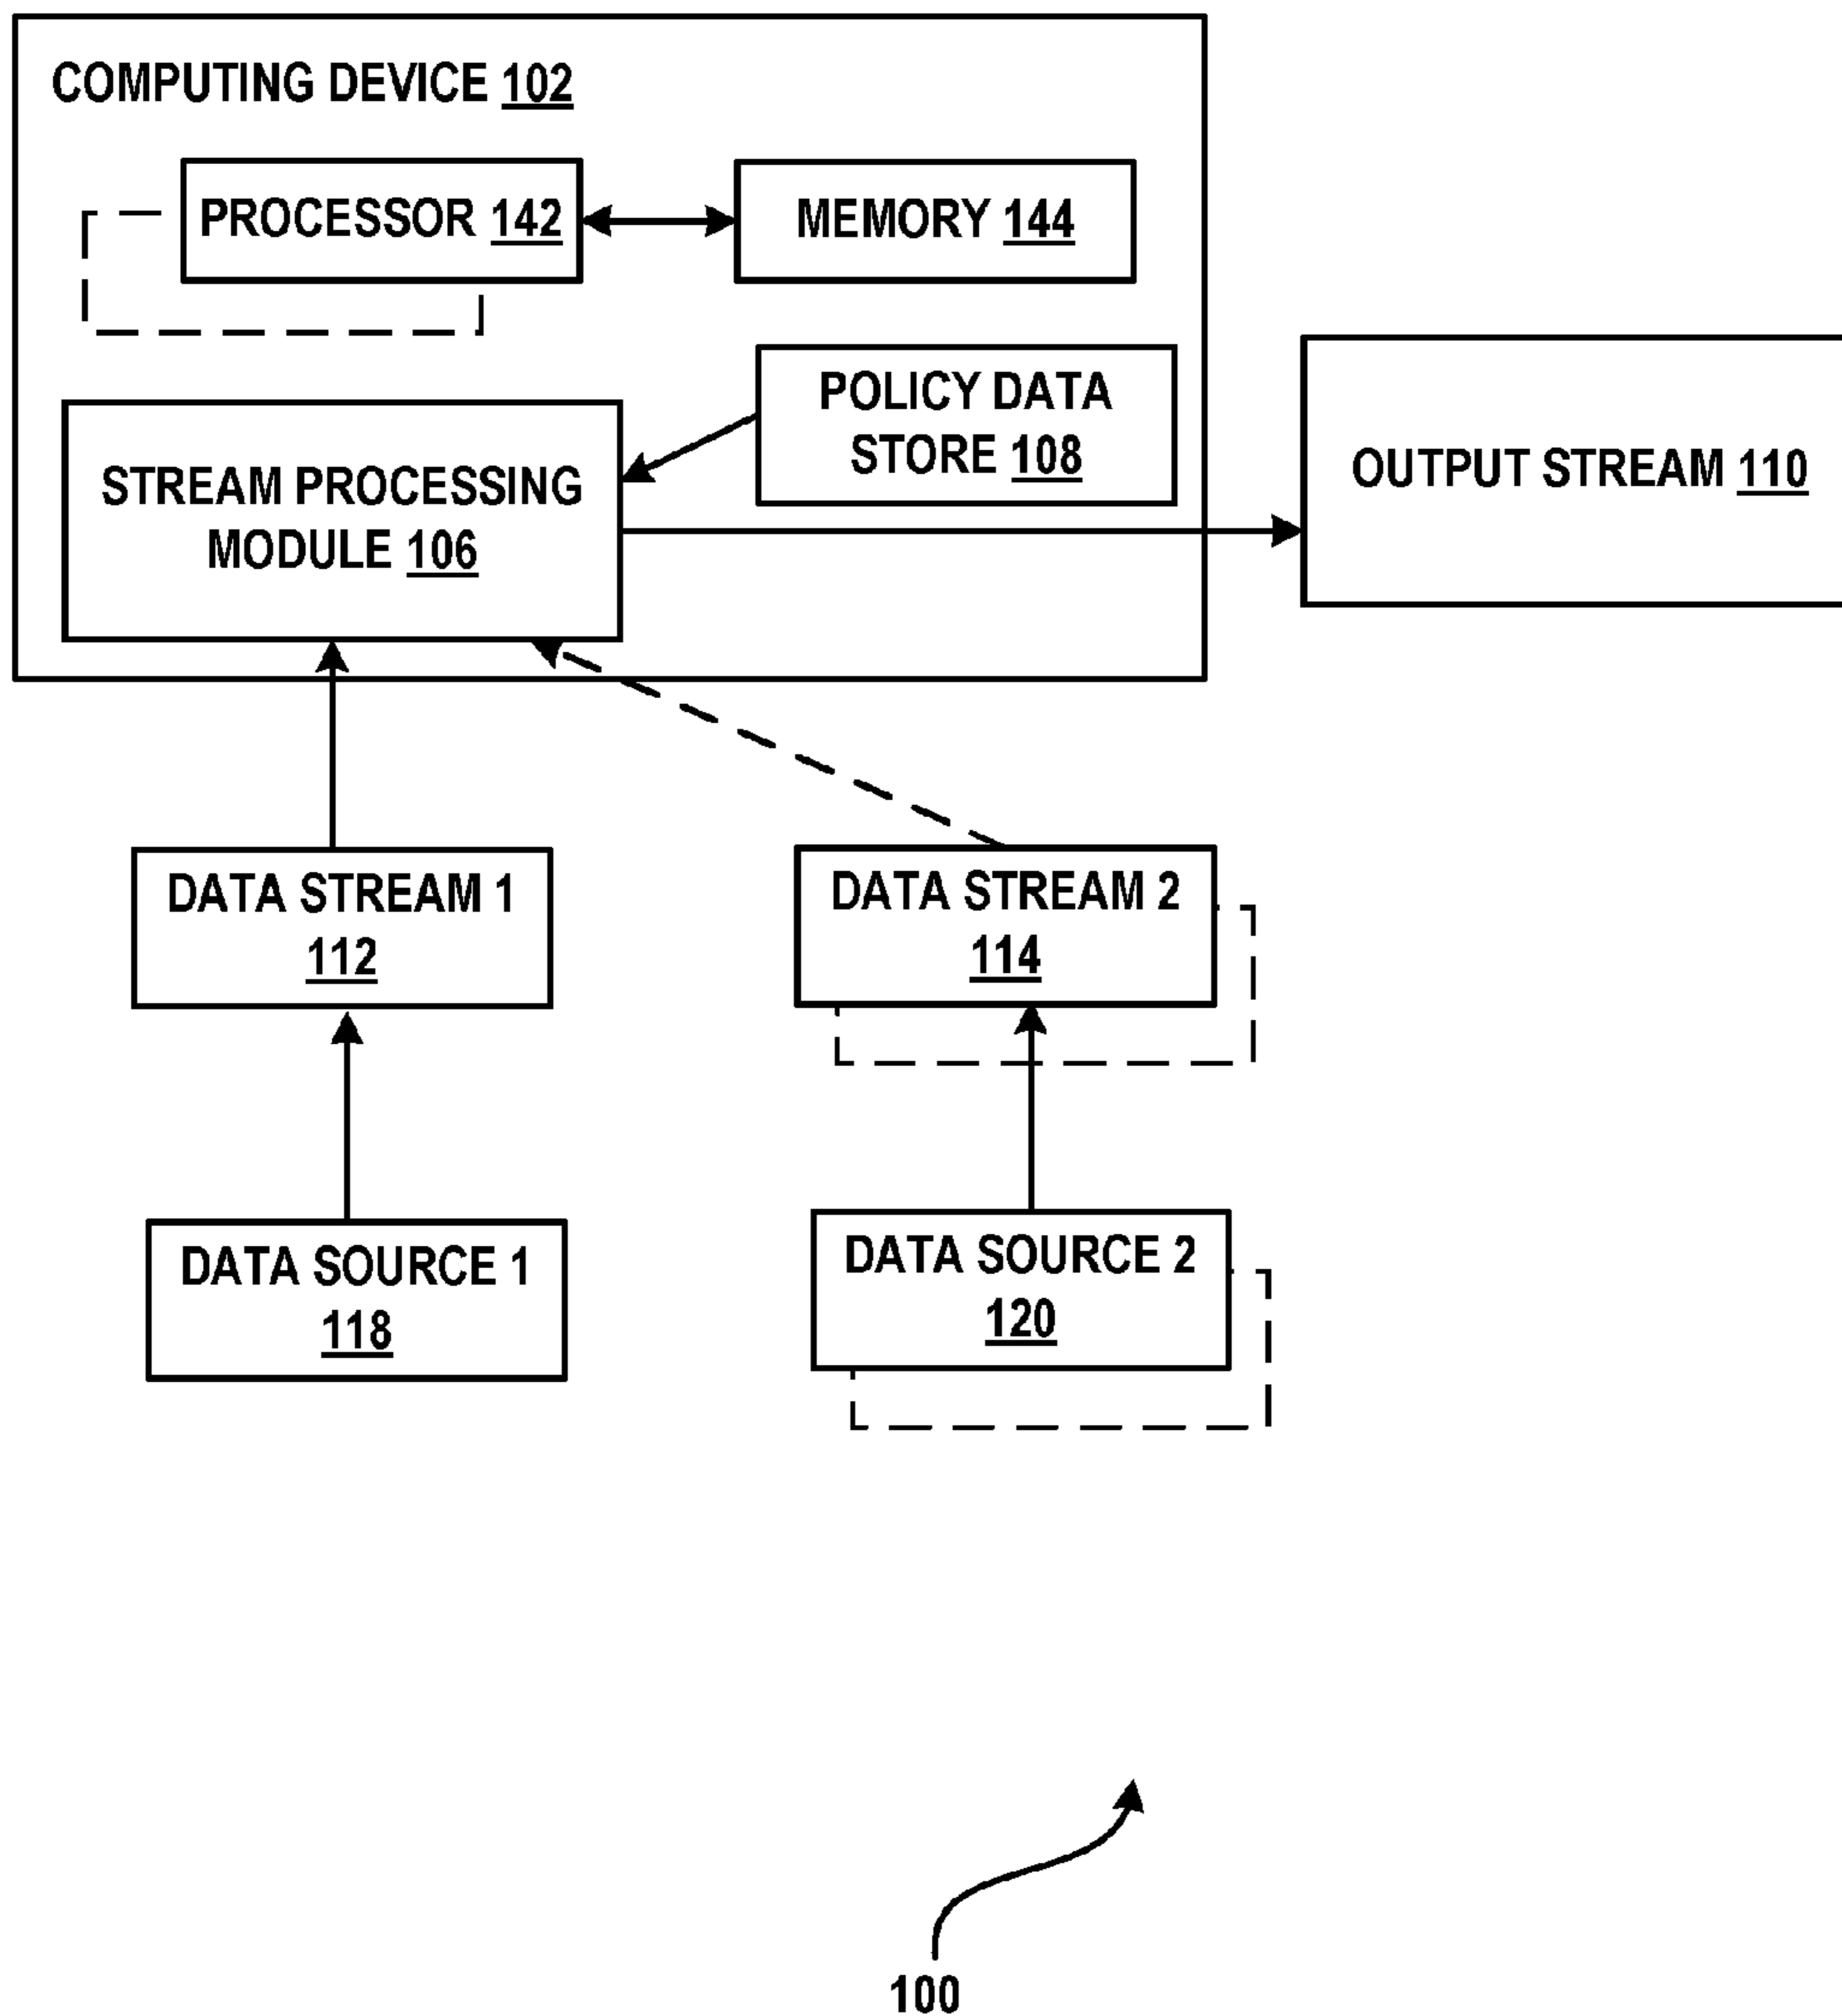 COMPUTING DEVICE 102
PROCESSOR 142
MEMORY 144
POLICY DATA
STORE 108
STREAM PROCESSING
MODULE 106
OUTPUT STREAM 110
DATA STREAM 1
112
DATA STREAM 2
114
DATA SOURCE 1
118
DATA SOURCE 2
120
100